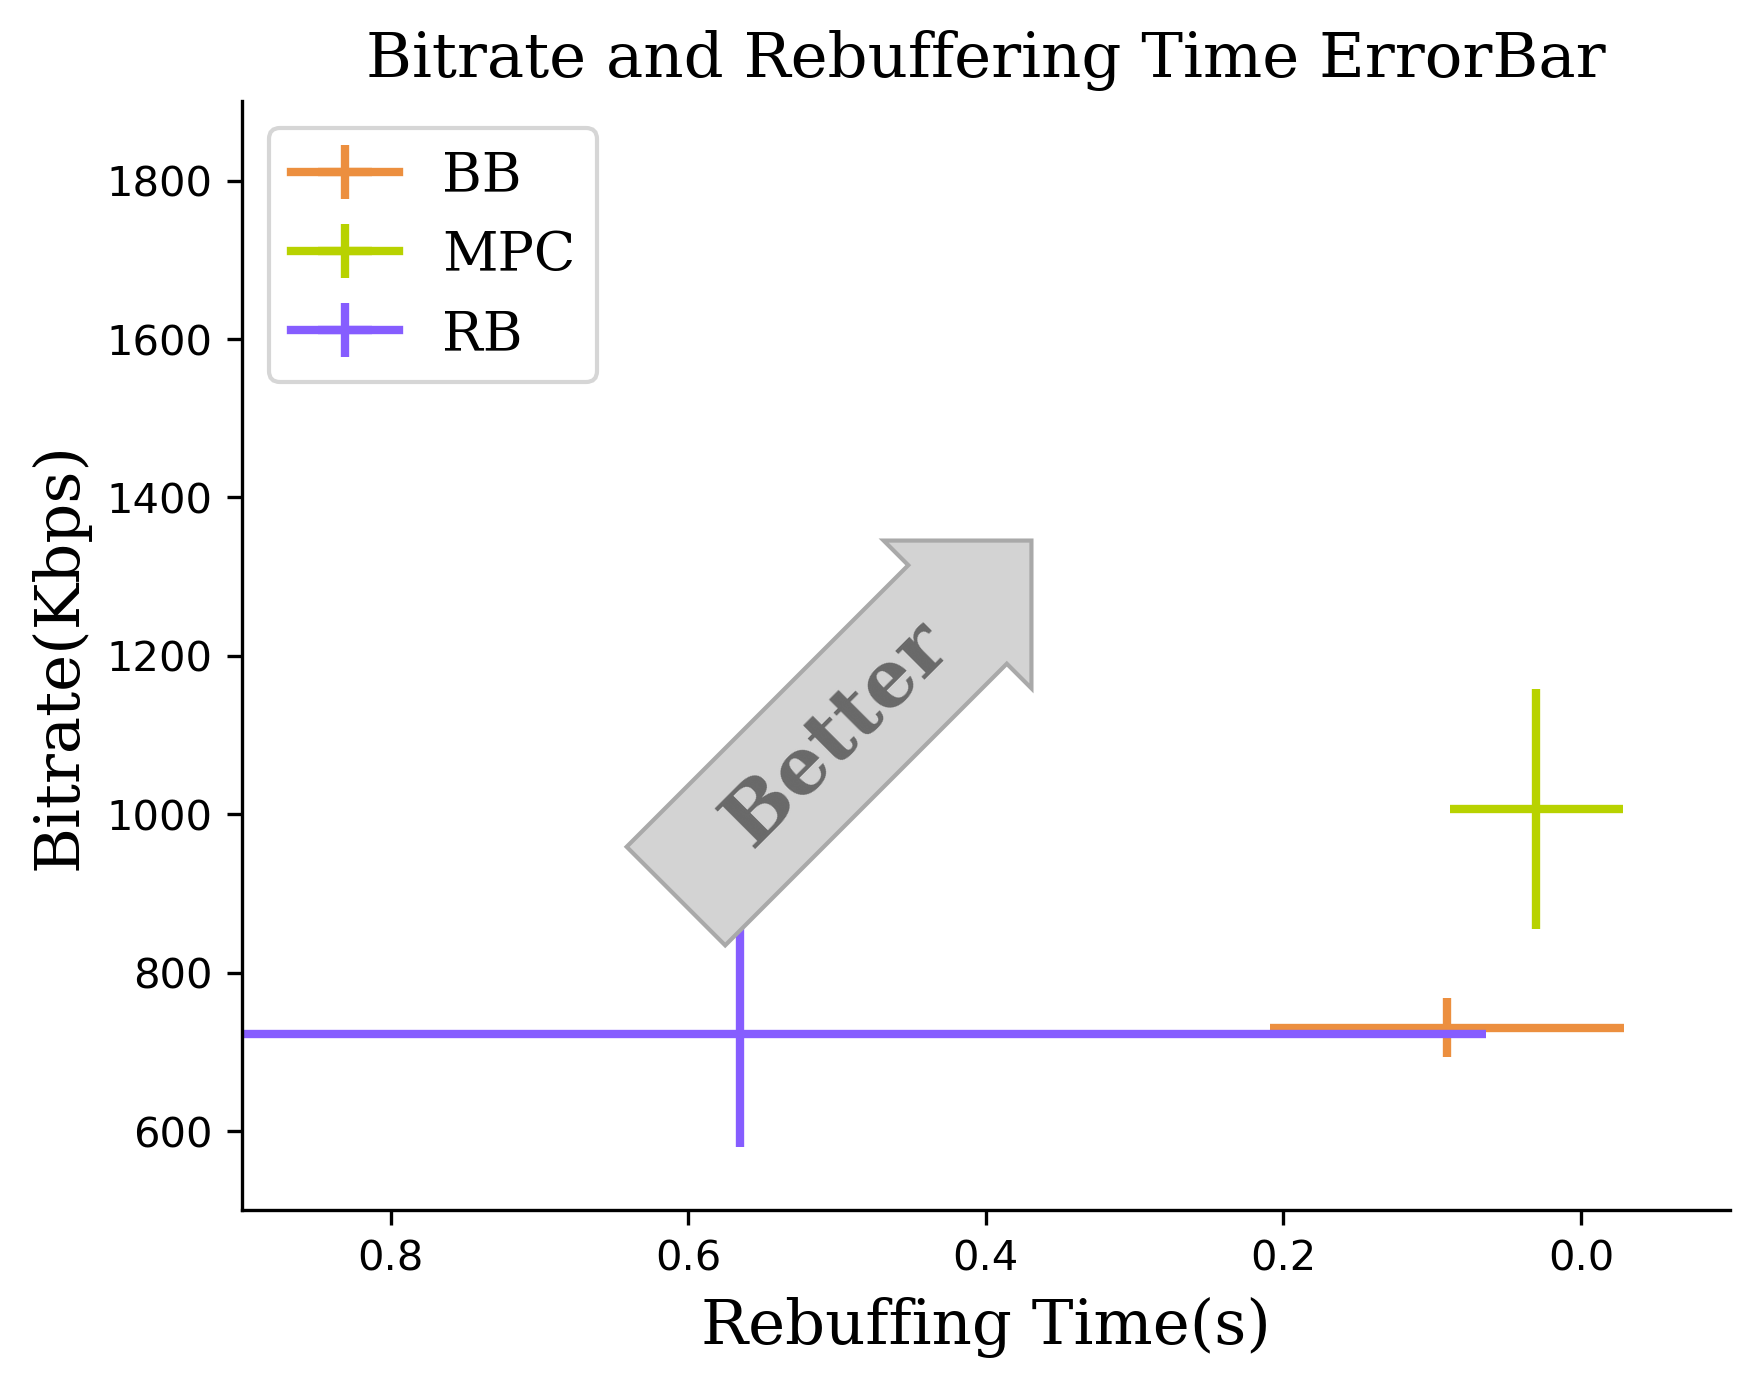 Bitrate and Rebuffering Time ErrorBar
BB
MPC
RB
1800
1600
1400
1200
1000
800
600
Bitrate(Kbps)
Better
0.8 0.6 0.4 0.2 0.0
Rebuffing Time(s)